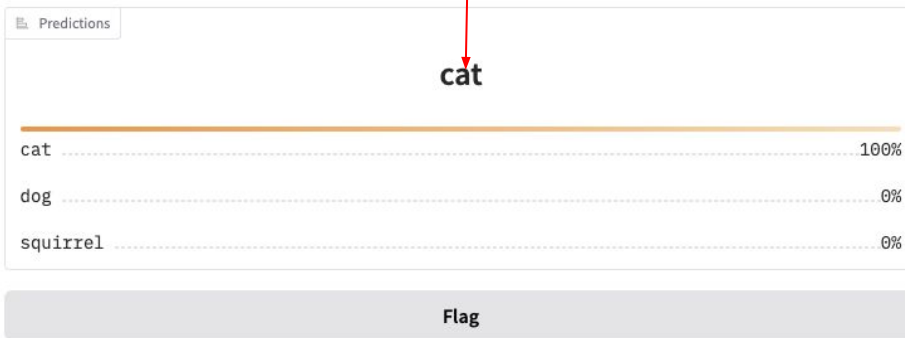 Predictions
cat
cat 100%
dog 0%
squirrel 0%
Flag